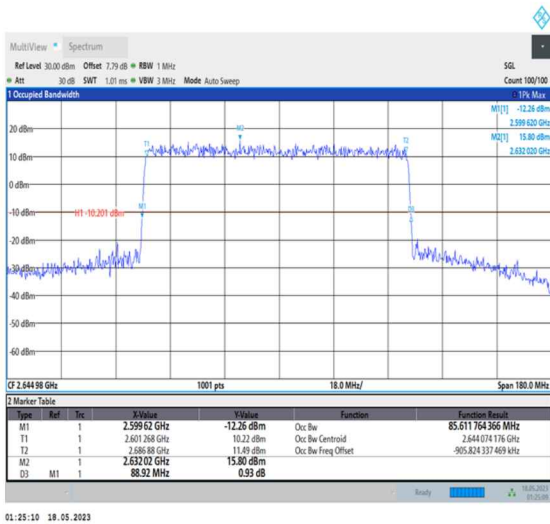 MultiView Spectrum
Ref Level 30.00 dBm Offset 7.79 dB RBW 1 MHz SGL
Att 30 dB SWT 1.01 ms VBW 3 MHz Mode Auto Sweep Count 100/100
1 Occupied Bandwidth 1Pk Max
M1[1] -12.26 dBm
2.599 620 GHz
M2[1] 15.80 dBm
2.632 020 GHz
20 dBm
T1 M2 T2
10 dBm
0 dBm
-10 dBm H1 -10.201 dBm M1 D3
-20 dBm
-30 dBm
-40 dBm
-50 dBm
-60 dBm
CF 2.644 98 GHz 1001 pts 18.0 MHz/ Span 180.0 MHz
2 Marker Table
Type Ref Trc X-Value Y-Value Function Function Result
M1 1 2.599 62 GHz -12.26 dBm Occ Bw 85.611 764 366 MHz
T1 1 2.601 268 GHz 10.22 dBm Occ Bw Centroid 2.644 074 176 GHz
T2 1 2.686 88 GHz 11.49 dBm Occ Bw Freq Offset -905.824 337 469 kHz
M2 1 2.632 02 GHz 15.80 dBm
D3 M1 1 88.92 MHz 0.93 dB
Ready 18.05.2023
01:25:09
01:25:10 18.05.2023